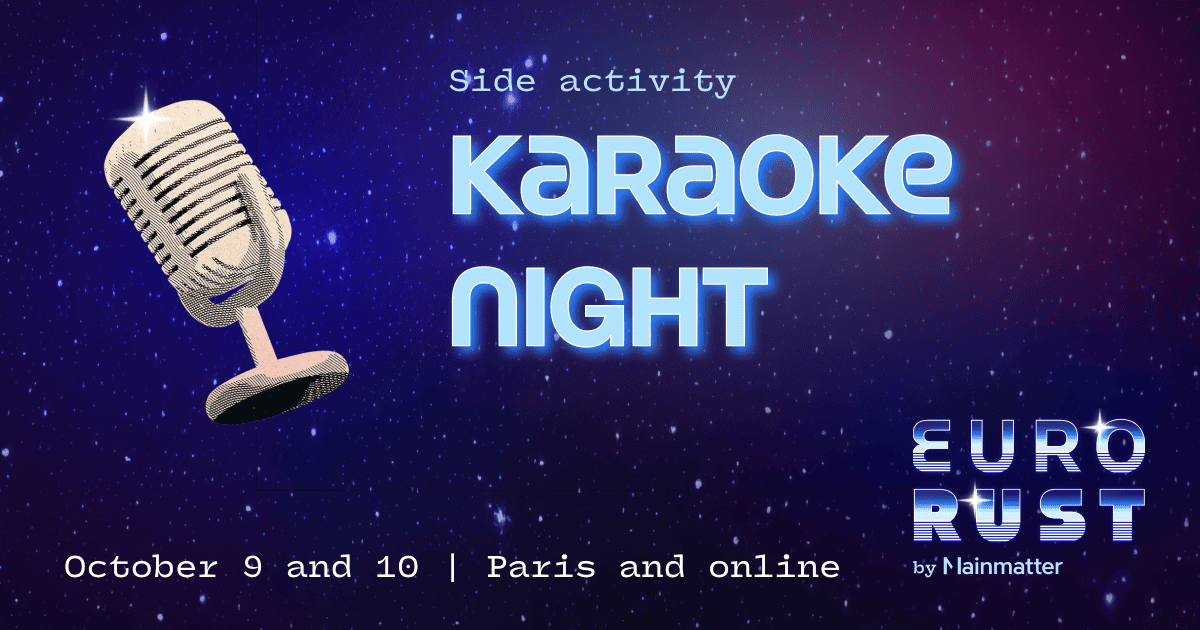 Side activity
KARAOKE
NIGHT
EURO
RUST
by Mainmatter
October 9 and 10 | Paris and online